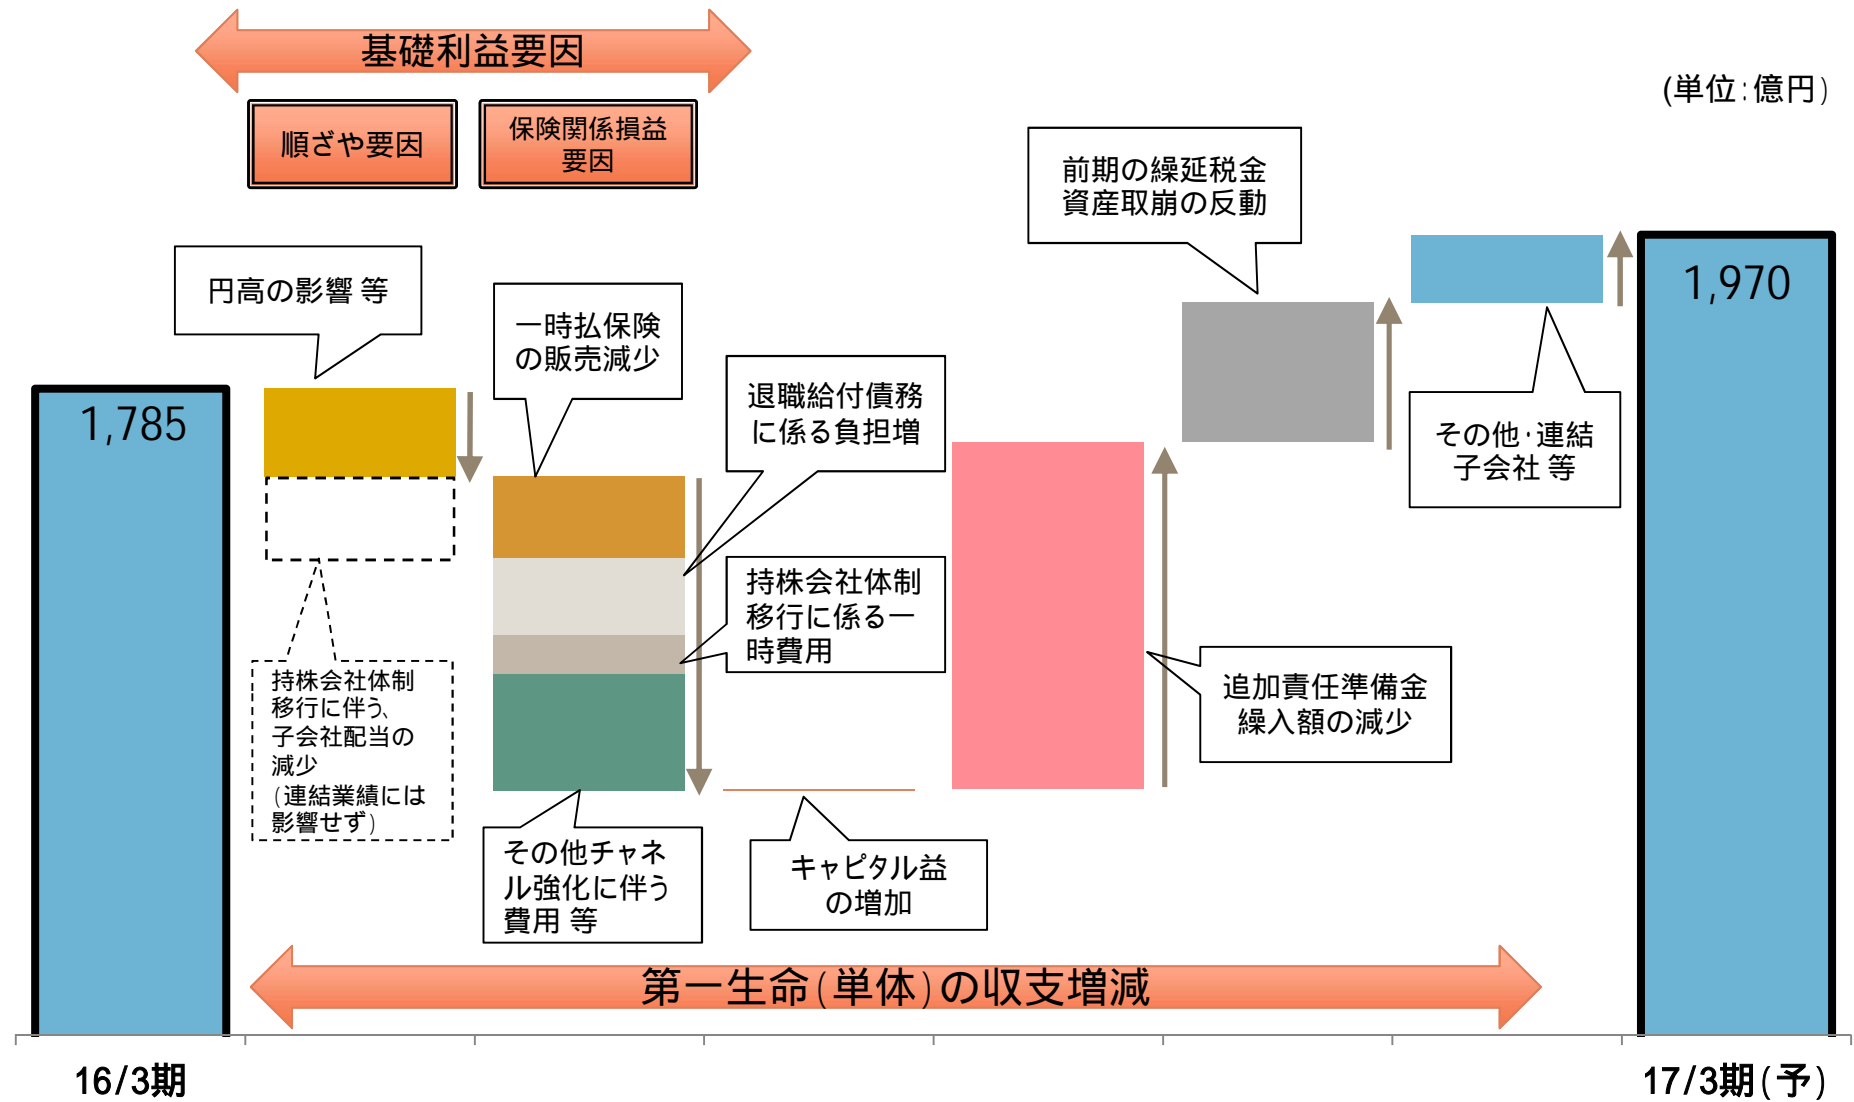 基礎利益要因
(単位:億円)
順ざや要因
保険関係損益
要因
前期の繰延税金
資産取崩の反動
円高の影響 等
一時払保険
の販売減少
1,970
1,785
退職給付債務
に係る負担増
その他・連結
子会社 等
持株会社体制
移行に係る一
時費用
持株会社体制
移行に伴う、
子会社配当の
減少
(連結業績には
影響せず)
追加責任準備金
繰入額の減少
その他チャネ
ル強化に伴う
費用 等
キャピタル益
の増加
第一生命(単体)の収支増減
16/3期
17/3期(予)